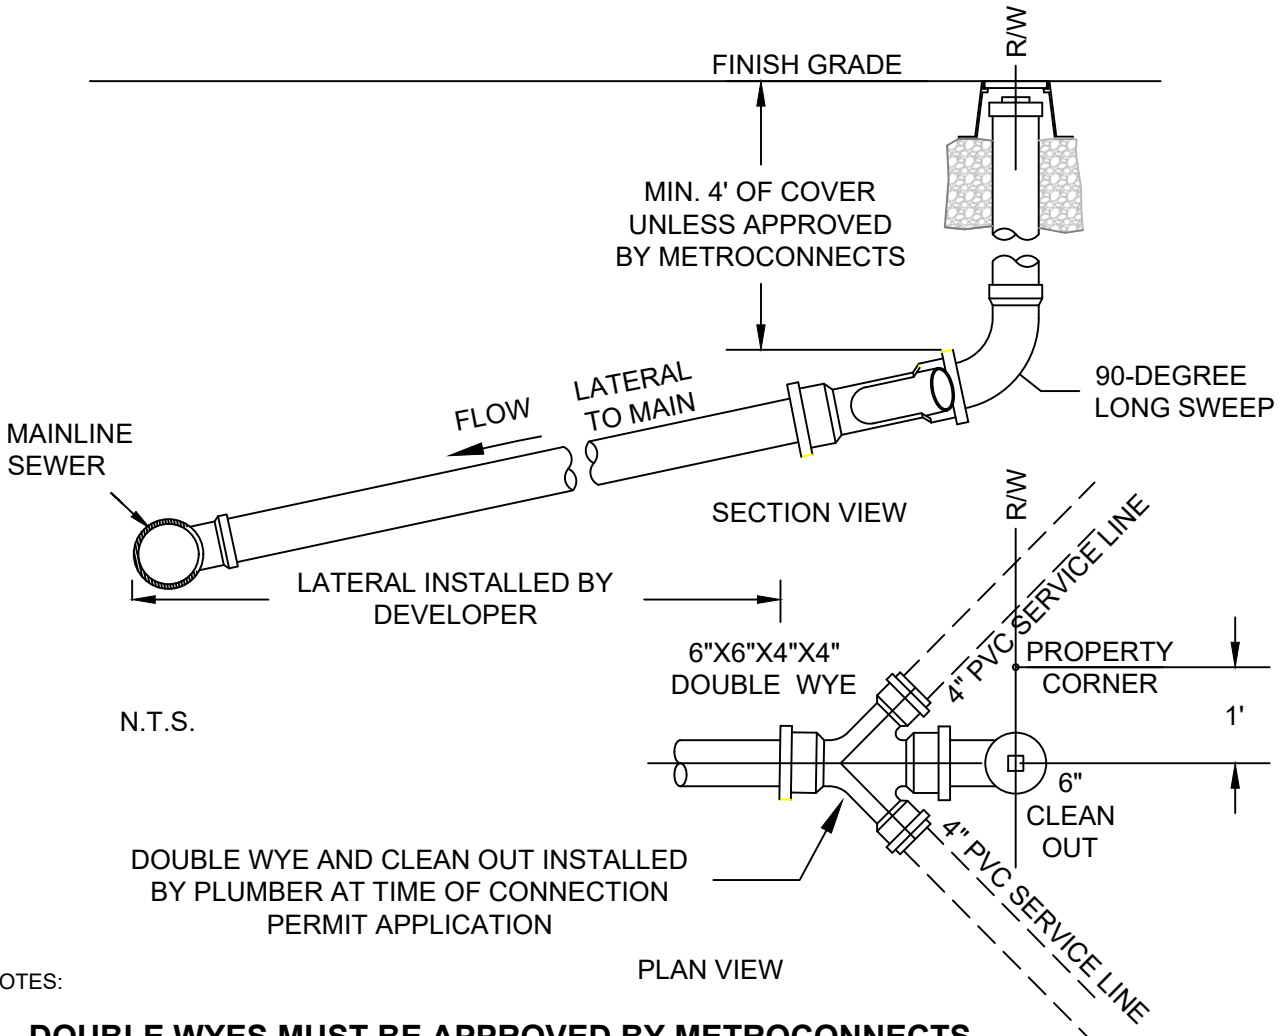 R/W
FINISH GRADE
MIN. 4' OF COVER
UNLESS APPROVED
BY METROCONNECTS
90-DEGREE
LONG SWEEP
LATERAL
TO MAIN
FLOW
MAINLINE
SEWER
SECTION VIEW
R/W
LATERAL INSTALLED BY
DEVELOPER
4" PVC SERVICE LINE
6"X6"X4"X4"
DOUBLE WYE
PROPERTY
CORNER
N.T.S.
1'
6"
CLEAN
OUT
4" PVC SERVICE LINE
DOUBLE WYE AND CLEAN OUT INSTALLED
BY PLUMBER AT TIME OF CONNECTION
PERMIT APPLICATION
PLAN VIEW
OTES:
DOUBLE WYES MUST BE APPROVED BY METROCONNECTS